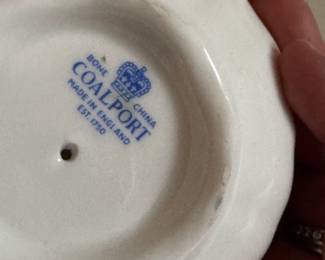 BONE CHINA
COALPORT
MADE IN ENGLAND
EST. 1750